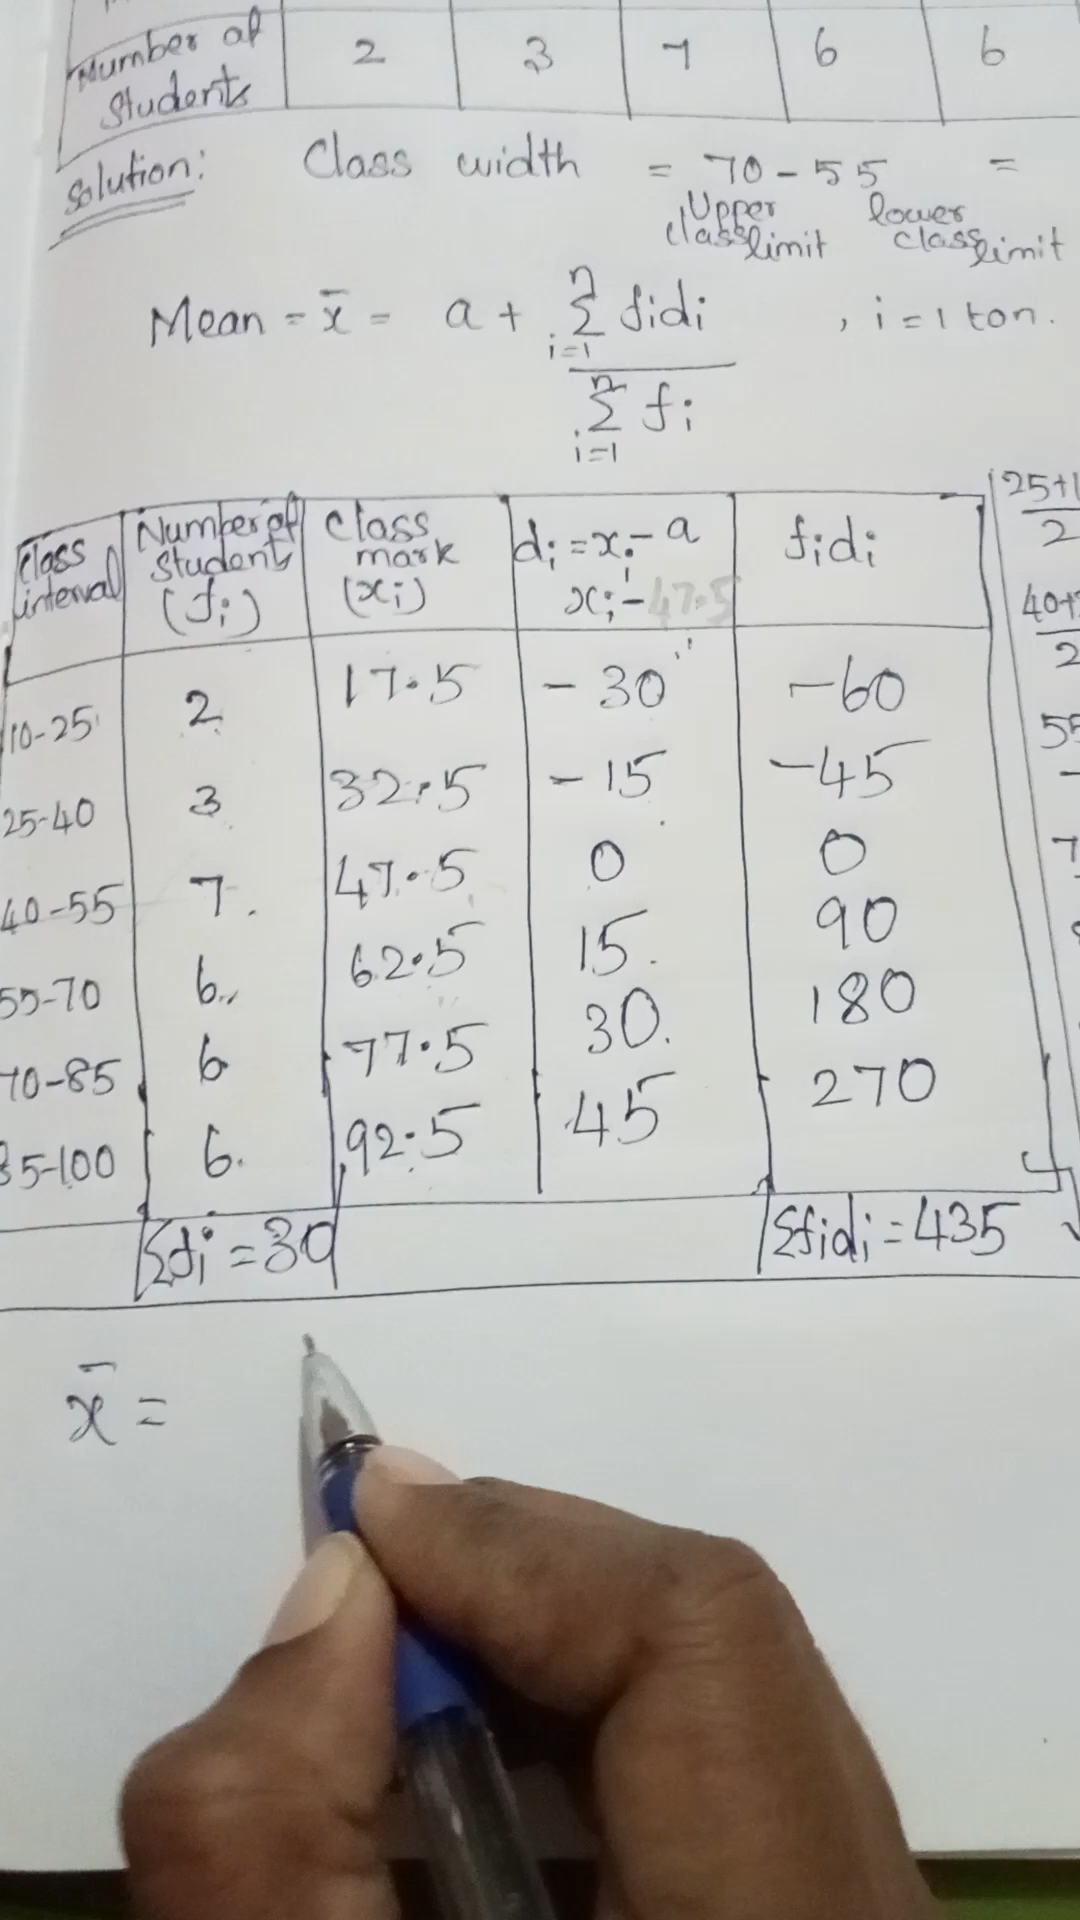 Number of Students 2 3 7 6 6
Solution: Class width = 70 - 55 =
Upper class limit lower class limit
Mean = x̄ = a + Σ fidi , i = 1 to n.
n i=1
Σ fi
n i=1
Class interval Number of Student (fi) Class mark (xi) di = xi - a xi - 47.5 fidi
10-25 2 17.5 - 30 -60
25-40 3 32.5 - 15 -45
40-55 7. 47.5 0 0
55-70 6 62.5 15. 90
70-85 6 77.5 30. 180
85-100 6. 92.5 45 270
Σfi = 30 Σfidi = 435
x̄ =